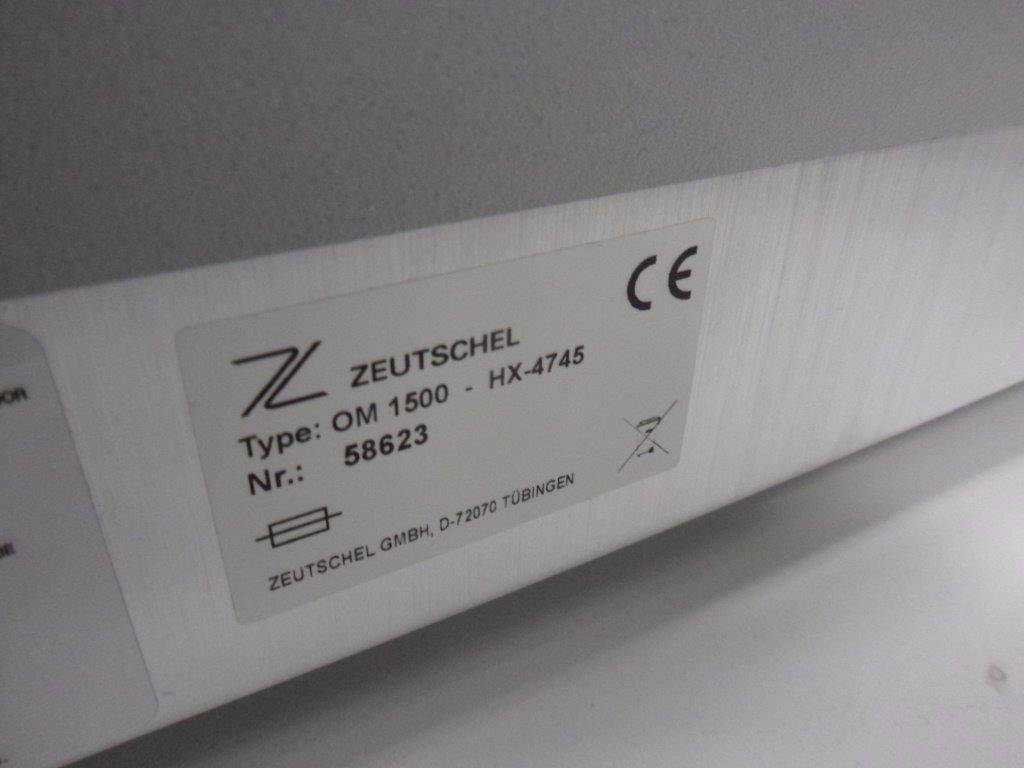 ZEUTSCHEL
Type: OM 1500 - HX-4745
Nr.: 58623
ZEUTSCHEL GMBH, D-72070 TÜBINGEN
CE